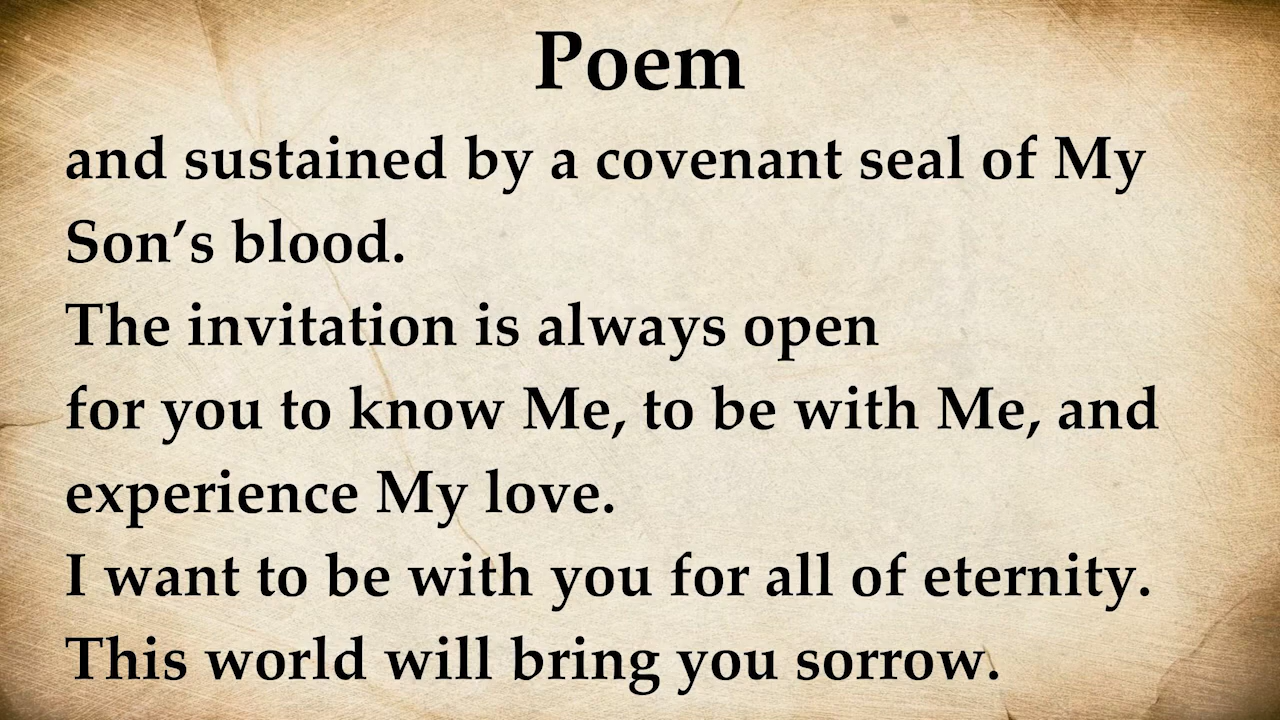 Poem
and sustained by a covenant seal of My
Son’s blood.
The invitation is always open
for you to know Me, to be with Me, and
experience My love.
I want to be with you for all of eternity.
This world will bring you sorrow.